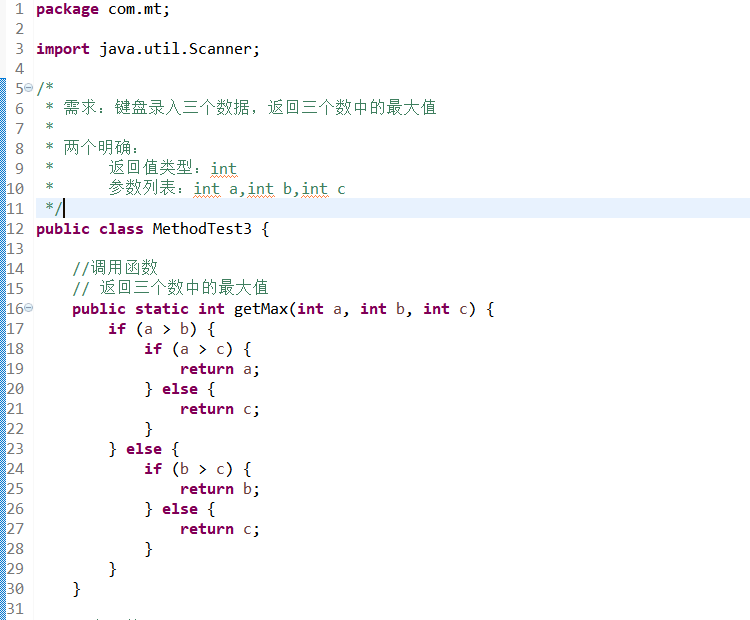 1 package com.mt;
2
3 import java.util.Scanner;
4
5 /*
6  * 需求：键盘录入三个数据，返回三个数中的最大值
7  *
8  * 两个明确：
9  *      返回值类型：int
10  *      参数列表：int a,int b,int c
11  */
12 public class MethodTest3 {
13
14     //调用函数
15     // 返回三个数中的最大值
16     public static int getMax(int a, int b, int c) {
17         if (a > b) {
18             if (a > c) {
19                 return a;
20             } else {
21                 return c;
22             }
23         } else {
24             if (b > c) {
25                 return b;
26             } else {
27                 return c;
28             }
29         }
30     }
31